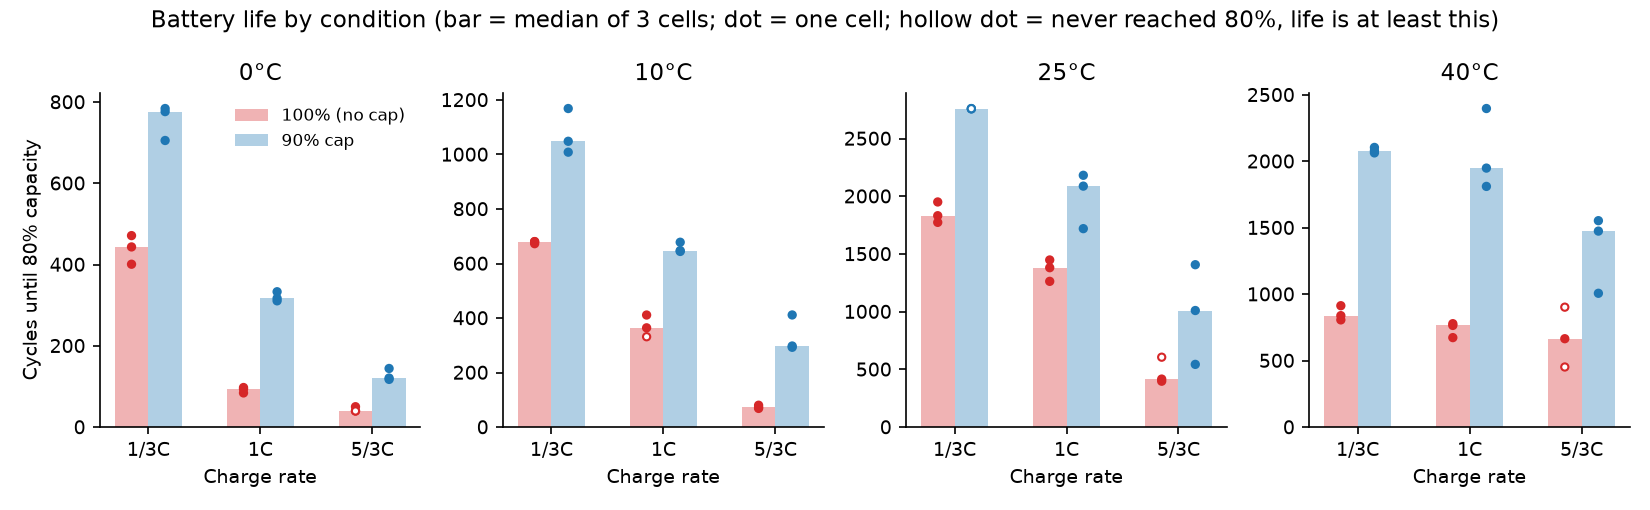 Battery life by condition (bar = median of 3 cells; dot = one cell; hollow dot = never reached 80%, life is at least this)
0°C
10°C
25°C
40°C
Cycles until 80% capacity
800
600
400
200
0
100% (no cap)
90% cap
1/3C
1C
5/3C
Charge rate
1200
1000
800
600
400
200
0
1/3C
1C
5/3C
Charge rate
2500
2000
1500
1000
500
0
1/3C
1C
5/3C
Charge rate
2500
2000
1500
1000
500
0
1/3C
1C
5/3C
Charge rate